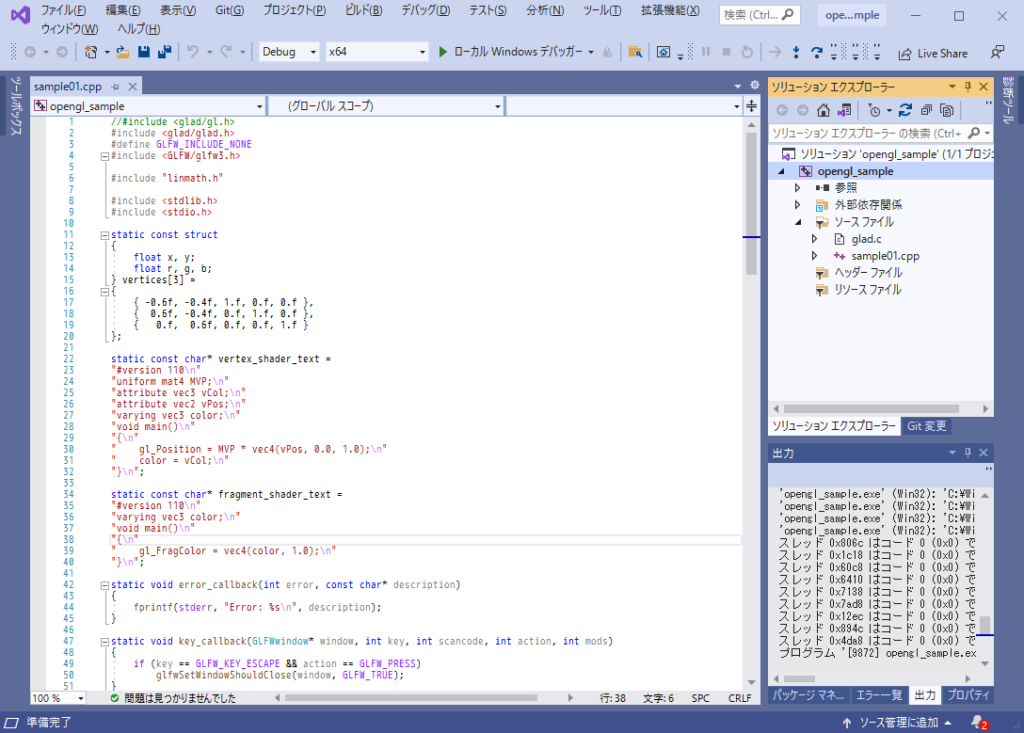 ファイル(F) 編集(E) 表示(V) Git(G) プロジェクト(P) ビルド(B) デバッグ(D) テスト(S) 分析(N) ツール(T) 拡張機能(X) 検索 (Ctrl... ope...mple
ウィンドウ(W) ヘルプ(H)
Debug x64 ローカル Windows デバッガー Live Share
ツールボックス
sample01.cpp
opengl_sample (グローバル スコープ)
1 //#include <glad/gl.h>
2 #include <glad/glad.h>
3 #define GLFW_INCLUDE_NONE
4 #include <GLFW/glfw3.h>
5
6 #include "linmath.h"
7
8 #include <stdlib.h>
9 #include <stdio.h>
10
11 static const struct
12 {
13 float x, y;
14 float r, g, b;
15 } vertices[3] =
16 {
17 { -0.6f, -0.4f, 1.f, 0.f, 0.f },
18 { 0.6f, -0.4f, 0.f, 1.f, 0.f },
19 { 0.f, 0.6f, 0.f, 0.f, 1.f }
20 };
21
22 static const char* vertex_shader_text =
23 "#version 110\n"
24 "uniform mat4 MVP;\n"
25 "attribute vec3 vCol;\n"
26 "attribute vec2 vPos;\n"
27 "varying vec3 color;\n"
28 "void main()\n"
29 "{\n"
30 " gl_Position = MVP * vec4(vPos, 0.0, 1.0);\n"
31 " color = vCol;\n"
32 "}\n";
33
34 static const char* fragment_shader_text =
35 "#version 110\n"
36 "varying vec3 color;\n"
37 "void main()\n"
38 "{\n"
39 " gl_FragColor = vec4(color, 1.0);\n"
40 "}\n";
41
42 static void error_callback(int error, const char* description)
43 {
44 fprintf(stderr, "Error: %s\n", description);
45 }
46
47 static void key_callback(GLFWwindow* window, int key, int scancode, int action, int mods)
48 {
49 if (key == GLFW_KEY_ESCAPE && action == GLFW_PRESS)
50 glfwSetWindowShouldClose(window, GLFW_TRUE);
51 }
100 % 問題は見つかりませんでした 行: 38 文字: 6 SPC CRLF
ソリューション エクスプローラー
ソリューション エクスプローラー の検索 (Ctrl+
ソリューション 'opengl_sample' (1/1 プロジ
opengl_sample
参照
外部依存関係
ソース ファイル
glad.c
sample01.cpp
ヘッダー ファイル
リソース ファイル
ソリューション エクスプローラー Git 変更
診断ツール
出力
'opengl_sample.exe' (Win32): 'C:¥Wi
'opengl_sample.exe' (Win32): 'C:¥Wi
'opengl_sample.exe' (Win32): 'C:¥Wi
'opengl_sample.exe' (Win32): 'C:¥Wi
スレッド 0x806c はコード 0 (0x0) で
スレッド 0x1c18 はコード 0 (0x0) で
スレッド 0x60c8 はコード 0 (0x0) で
スレッド 0x6410 はコード 0 (0x0) で
スレッド 0x7138 はコード 0 (0x0) で
スレッド 0x7ad8 はコード 0 (0x0) で
スレッド 0x12ec はコード 0 (0x0) で
スレッド 0x894c はコード 0 (0x0) で
スレッド 0x4da8 はコード 0 (0x0) で
プログラム '[9872] opengl_sample.ex
パッケージ マネ... エラー一覧 出力 プロパティ
準備完了 ソース管理に追加 2